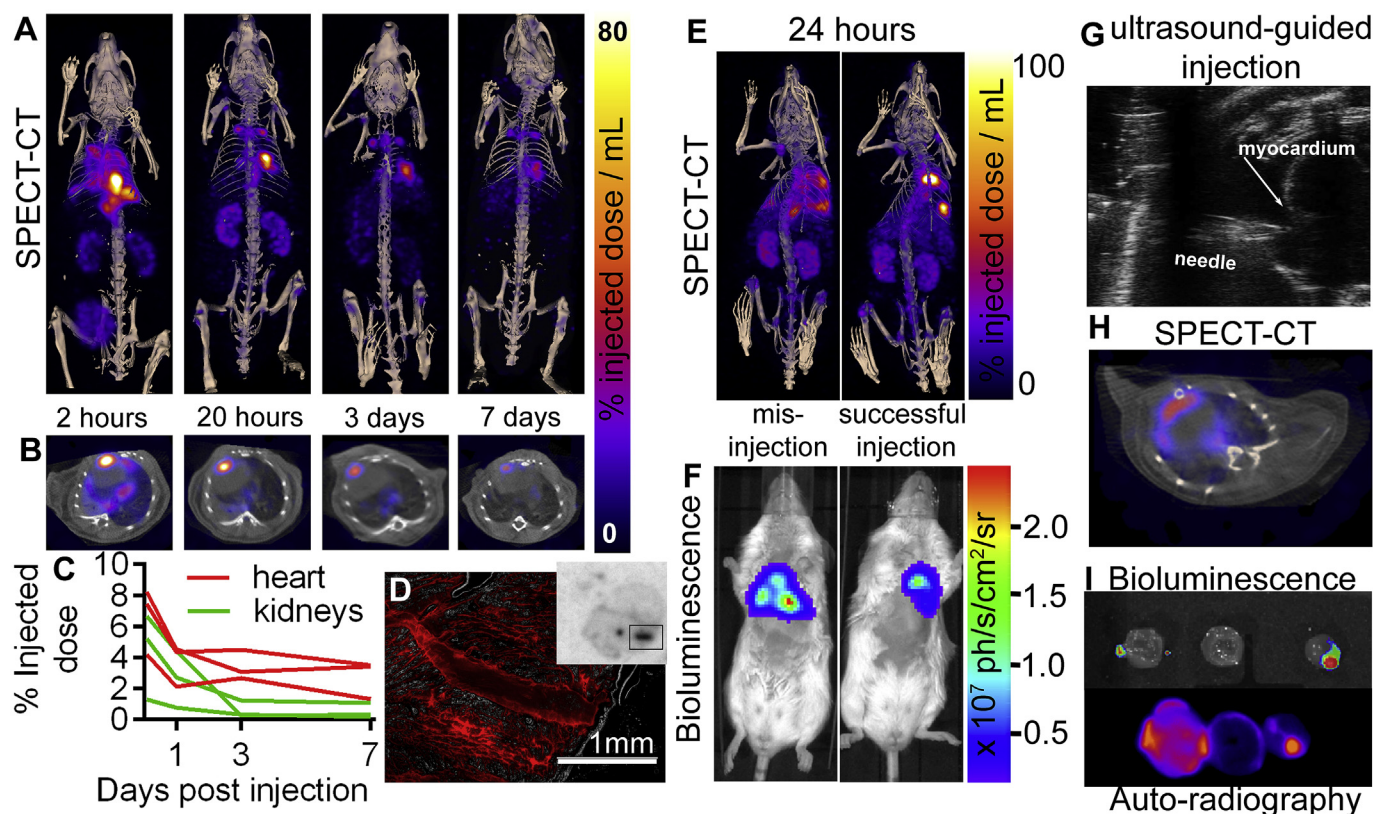 A
SPECT-CT
2 hours
20 hours
3 days
7 days
80
% injected dose / mL
0
B
C
% Injected
dose
10
8
6
4
2
0
heart
kidneys
1
3
7
Days post injection
D
1mm
E
24 hours
SPECT-CT
100
% injected dose / mL
0
mis-
injection
successful
injection
F
Bioluminescence
2.0
1.5
1.0
0.5
x 10⁷ ph/s/cm²/sr
G
ultrasound-guided
injection
myocardium
needle
H
SPECT-CT
I
Bioluminescence
Auto-radiography